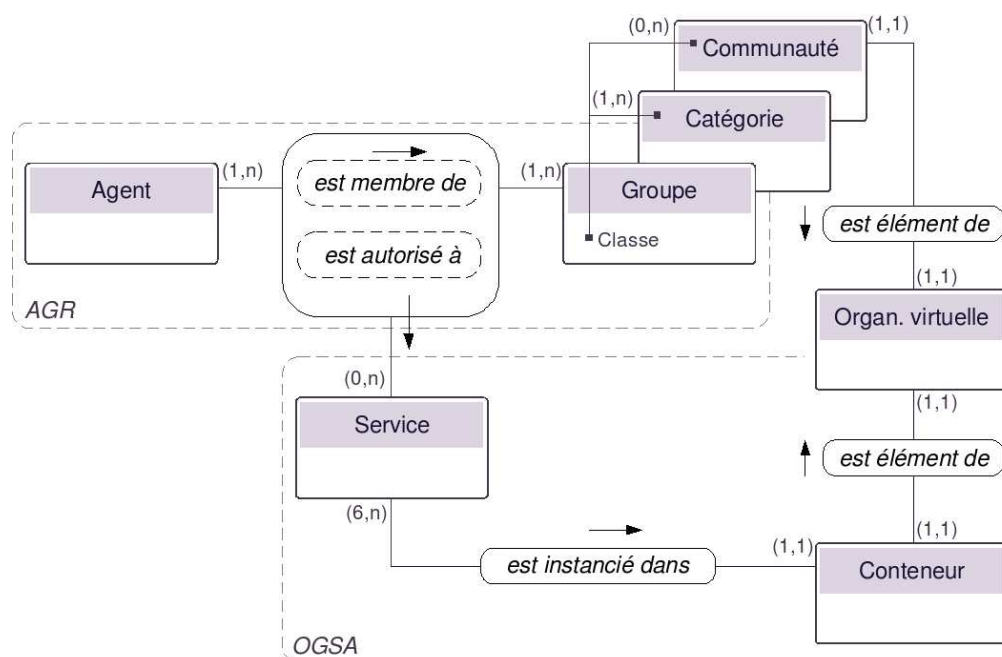 (0,n)
Communauté
(1,1)
(1,n)
Catégorie
(1,n)
(1,n)
Agent
est membre de
Groupe
est autorisé à
Classe
est élément de
(1,1)
AGR
Organ. virtuelle
(0,n)
Service
(1,1)
est élément de
(6,n)
(1,1)
(1,1)
est instancié dans
Conteneur
OGSA